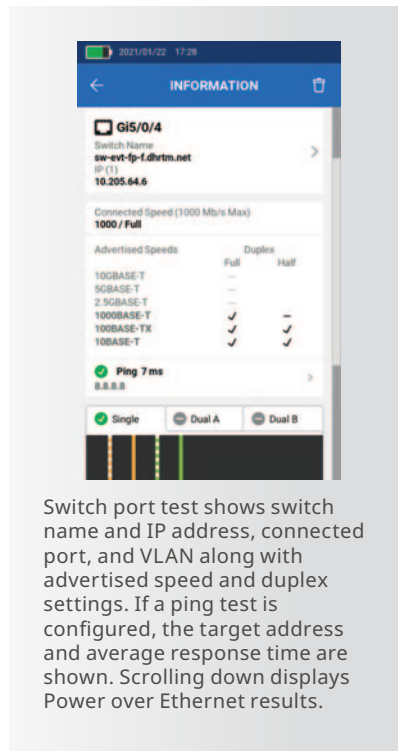 2021/01/22 17:28
INFORMATION
Gi5/0/4
Switch Name
sw-evt-fp-f.dhrtm.net
IP (1)
10.205.64.6
Connected Speed (1000 Mb/s Max)
1000 / Full
Advertised Speeds Duplex
Full Half
10GBASE-T —
5GBASE-T —
2.5GBASE-T —
1000BASE-T ✓ –
100BASE-TX ✓ ✓
10BASE-T ✓ ✓
Ping 7 ms
8.8.8.8
Single Dual A Dual B
Switch port test shows switch
name and IP address, connected
port, and VLAN along with
advertised speed and duplex
settings. If a ping test is
configured, the target address
and average response time are
shown. Scrolling down displays
Power over Ethernet results.